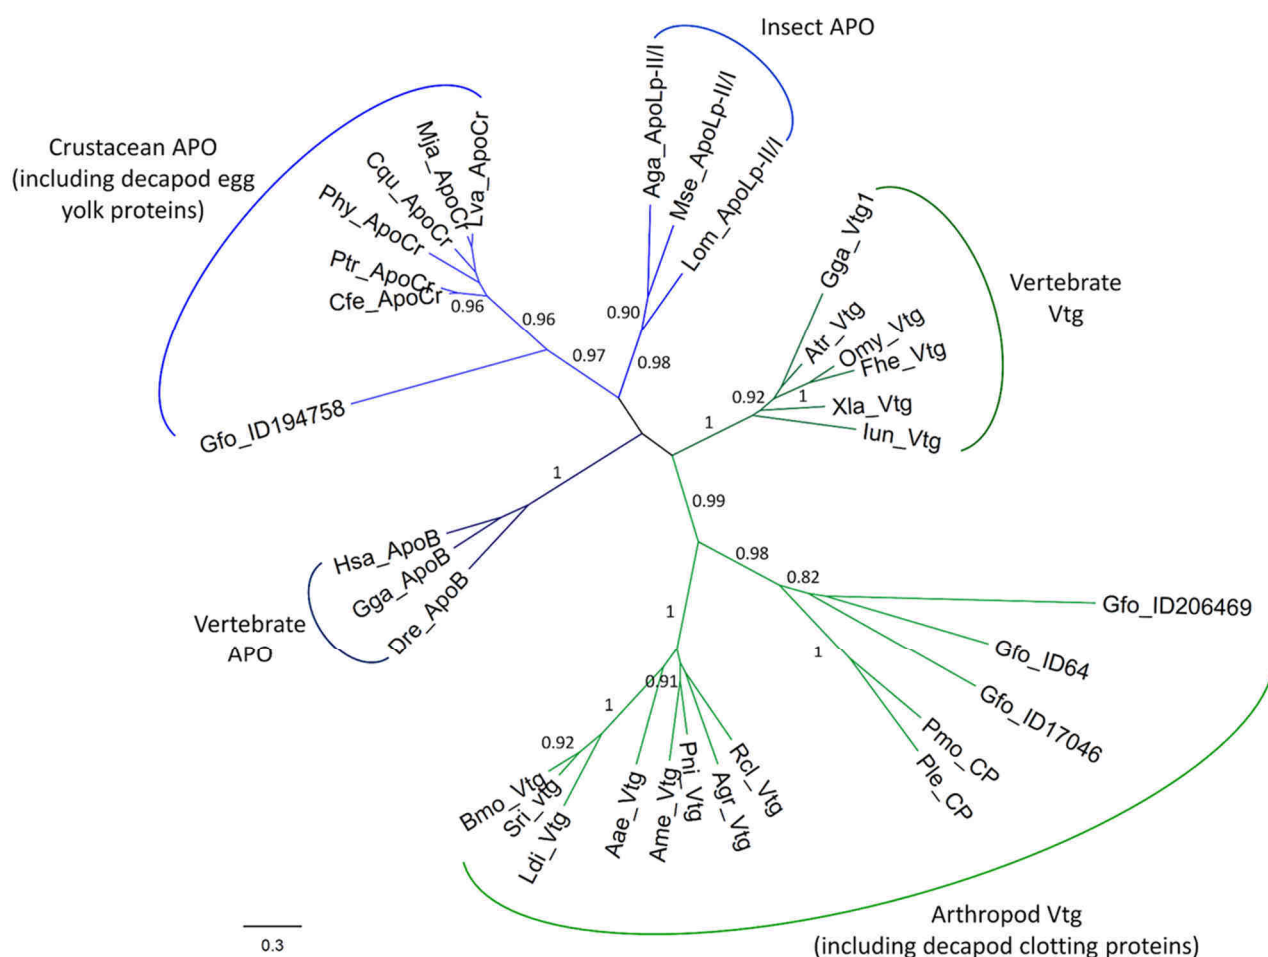 Insect APO
Aga_ApoLp-II/I
Mse_ApoLp-II/I
Lom_ApoLp-II/I
Crustacean APO
(including decapod egg
yolk proteins)
Lva_ApoCr
Mja_ApoCr
Cqu_ApoCr
Phy_ApoCr
Ptr_ApoCr
Cfe_ApoCr
Gfo_ID194758
0.96
0.96
0.97
0.90
0.98
Gga_Vtg1
Atr_Vtg
Omy_Vtg
Fhe_Vtg
Xla_Vtg
Iun_Vtg
Vertebrate
Vtg
0.92
1
1
1
0.99
Hsa_ApoB
Gga_ApoB
Dre_ApoB
Vertebrate
APO
0.98
0.82
Gfo_ID206469
Gfo_ID64
Gfo_ID17046
1
1
Pmo_CP
Ple_CP
0.91
1
0.92
Bmo_Vtg
Sri_vtg
Ldi_Vtg
Aae_Vtg
Ame_Vtg
Pni_Vtg
Agr_Vtg
Rcl_Vtg
Arthropod Vtg
(including decapod clotting proteins)
0.3